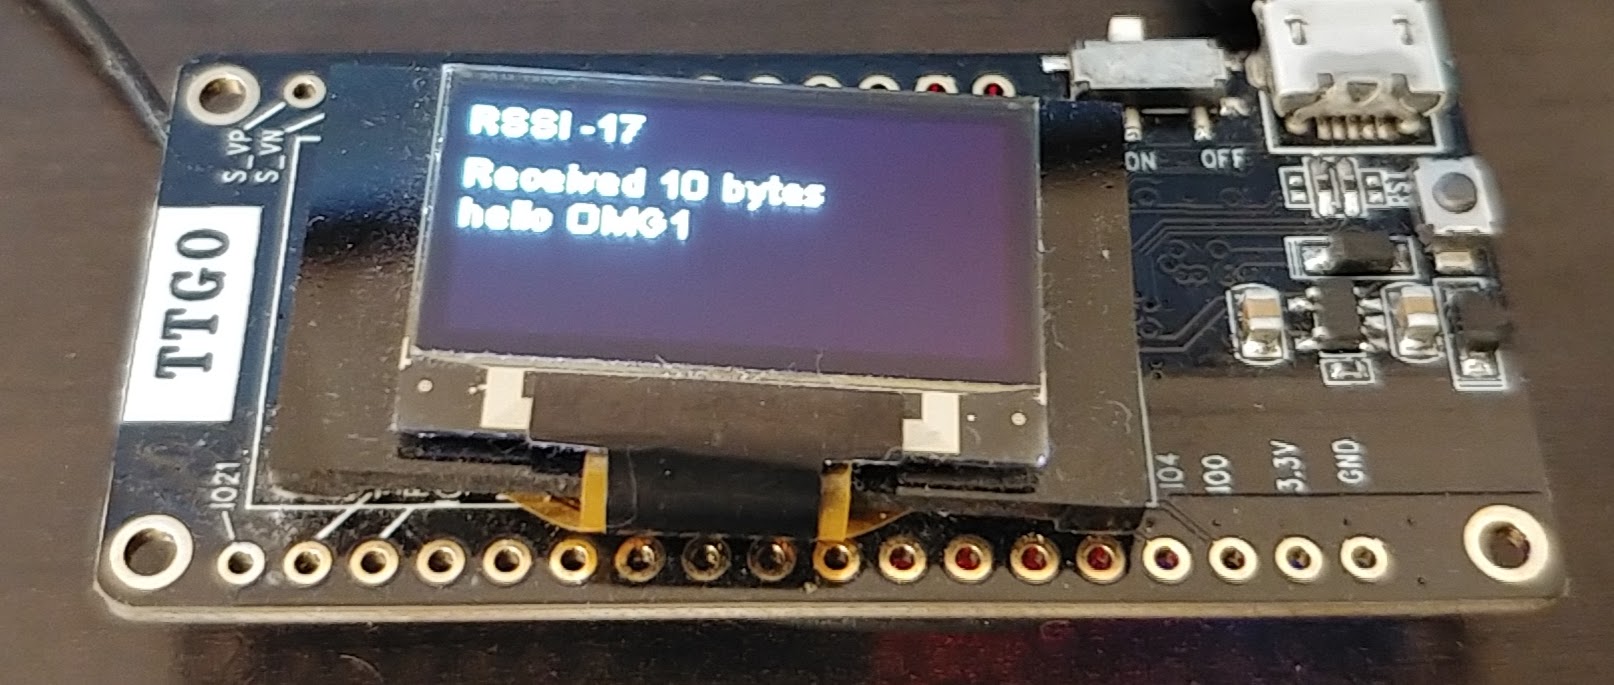 RSSI -17
Received 10 bytes
hello OMG1
ON OFF
RST
S_VP
S_VN
TTGO
IO21
IO4
IO0
3.3V
GND